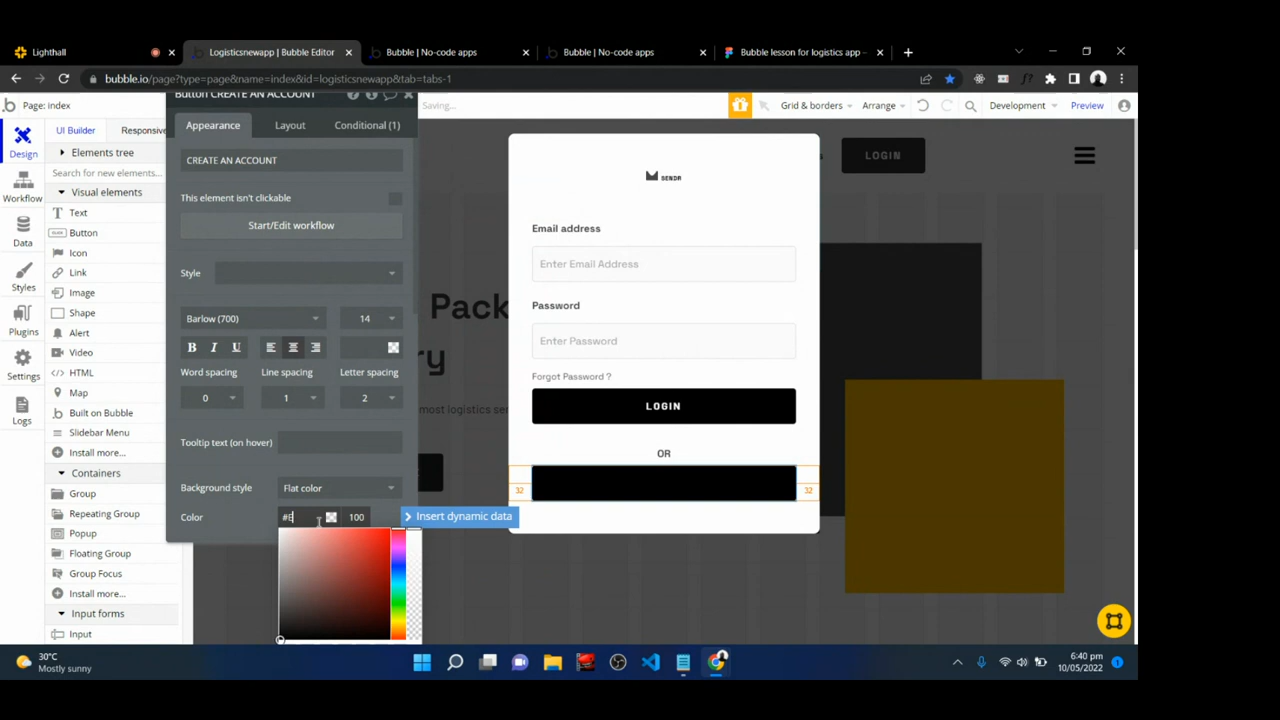 Lighthall
Logisticsnewapp | Bubble Editor
Bubble | No-code apps
Bubble | No-code apps
Bubble lesson for logistics app –
bubble.io/page?type=page&name=index&id=logisticsnewapp&tab=tabs-1
Page: index
Button CREATE AN ACCOUNT
Saving...
Grid & borders
Arrange
Development
Preview
Design
Workflow
Data
Styles
Plugins
Settings
Logs
UI Builder
Responsive
Elements tree
Search for new elements...
Visual elements
Text
CLICK
Button
Icon
Link
Image
Shape
Alert
Video
</> HTML
Map
Built on Bubble
Slidebar Menu
Install more...
Containers
Group
Repeating Group
Popup
Floating Group
Group Focus
Install more...
Input forms
Input
Appearance
Layout
Conditional (1)
CREATE AN ACCOUNT
This element isn't clickable
Start/Edit workflow
Style
Barlow (700)
14
B I U
Word spacing
Line spacing
Letter spacing
0
1
2
Tooltip text (on hover)
Background style
Flat color
Color
#E
100
Insert dynamic data
LOGIN
Pack
ry
most logistics ser
SENDR
Email address
Enter Email Address
Password
Enter Password
Forgot Password ?
LOGIN
OR
32
32
30°C
Mostly sunny
6:40 pm
10/05/2022
1